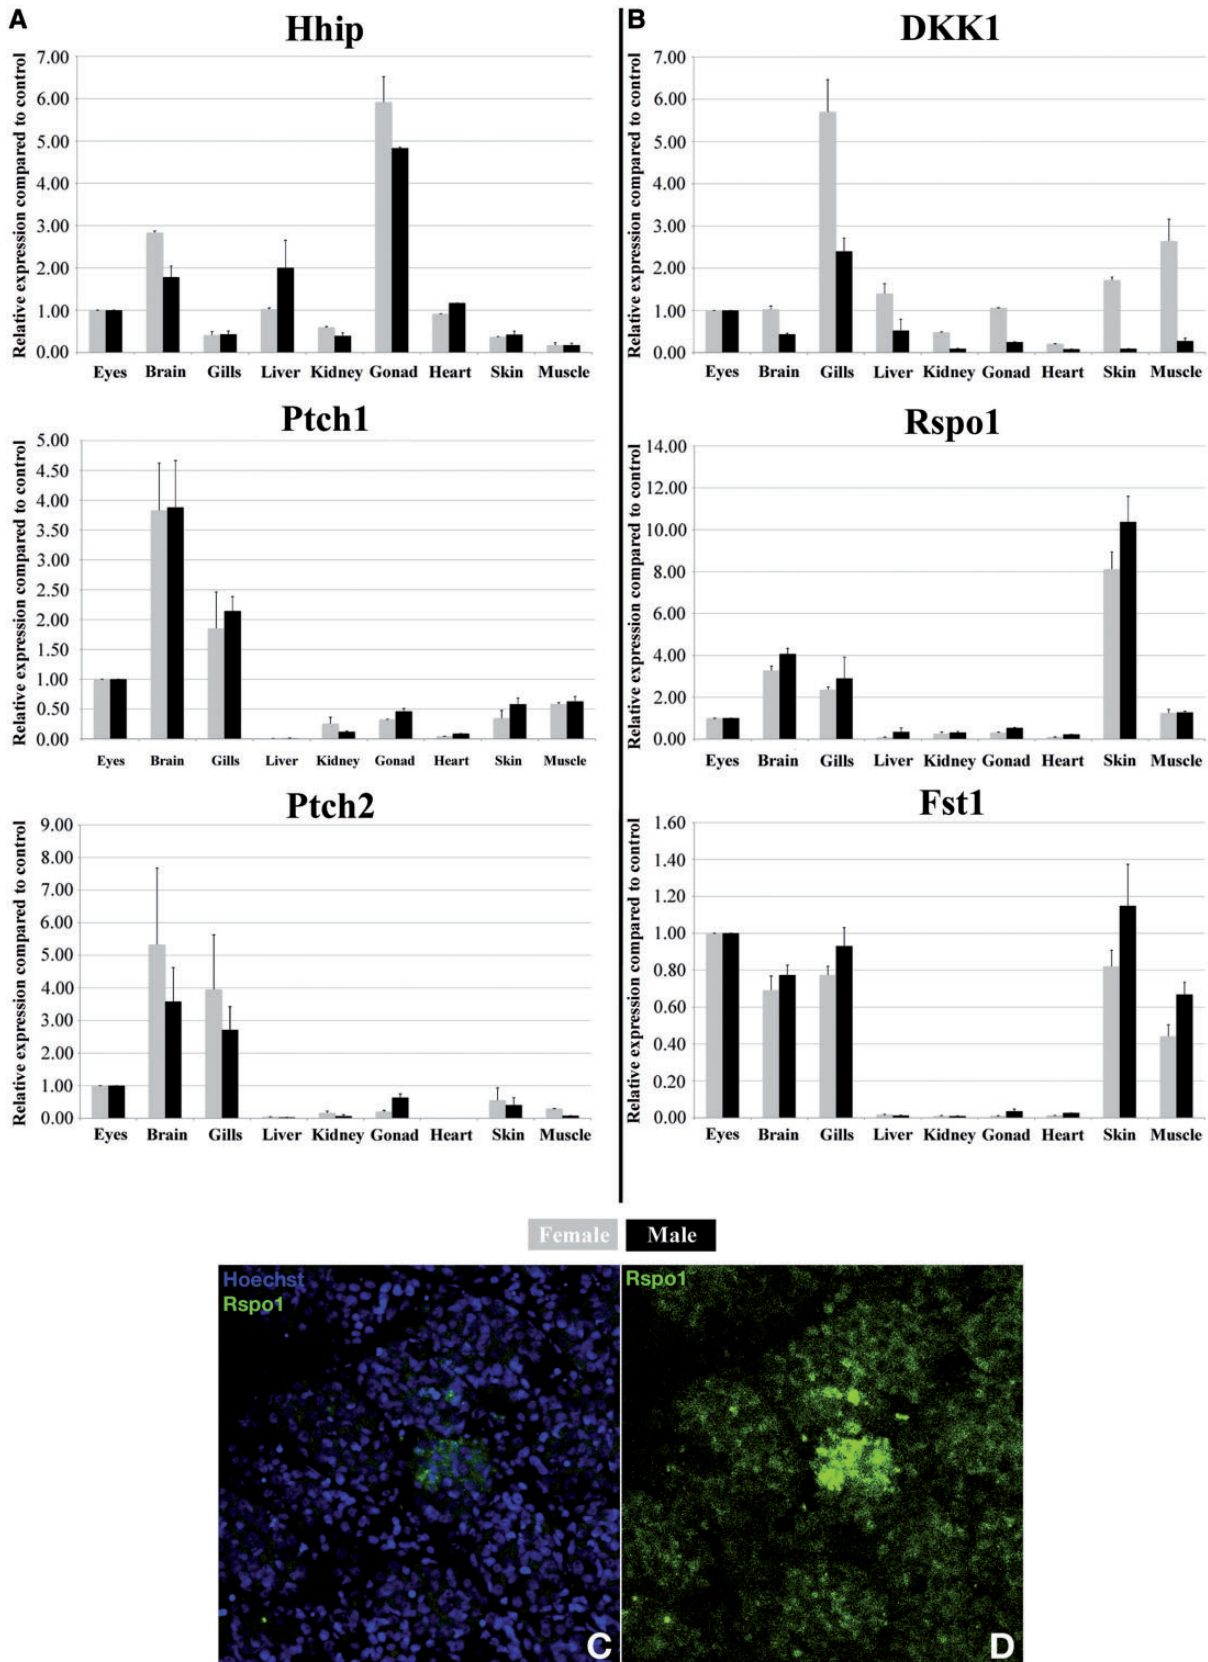 A
Hhip
Relative expression compared to control
7.00
6.00
5.00
4.00
3.00
2.00
1.00
0.00
Eyes Brain Gills Liver Kidney Gonad Heart Skin Muscle
Ptch1
Relative expression compared to control
5.00
4.50
4.00
3.50
3.00
2.50
2.00
1.50
1.00
0.50
0.00
Eyes Brain Gills Liver Kidney Gonad Heart Skin Muscle
Ptch2
Relative expression compared to control
9.00
8.00
7.00
6.00
5.00
4.00
3.00
2.00
1.00
0.00
Eyes Brain Gills Liver Kidney Gonad Heart Skin Muscle
B
DKK1
Relative expression compared to control
7.00
6.00
5.00
4.00
3.00
2.00
1.00
0.00
Eyes Brain Gills Liver Kidney Gonad Heart Skin Muscle
Rspo1
Relative expression compared to control
14.00
12.00
10.00
8.00
6.00
4.00
2.00
0.00
Eyes Brain Gills Liver Kidney Gonad Heart Skin Muscle
Fst1
Relative expression compared to control
1.60
1.40
1.20
1.00
0.80
0.60
0.40
0.20
0.00
Eyes Brain Gills Liver Kidney Gonad Heart Skin Muscle
Female Male
Hoechst
Rspo1
C
Rspo1
D